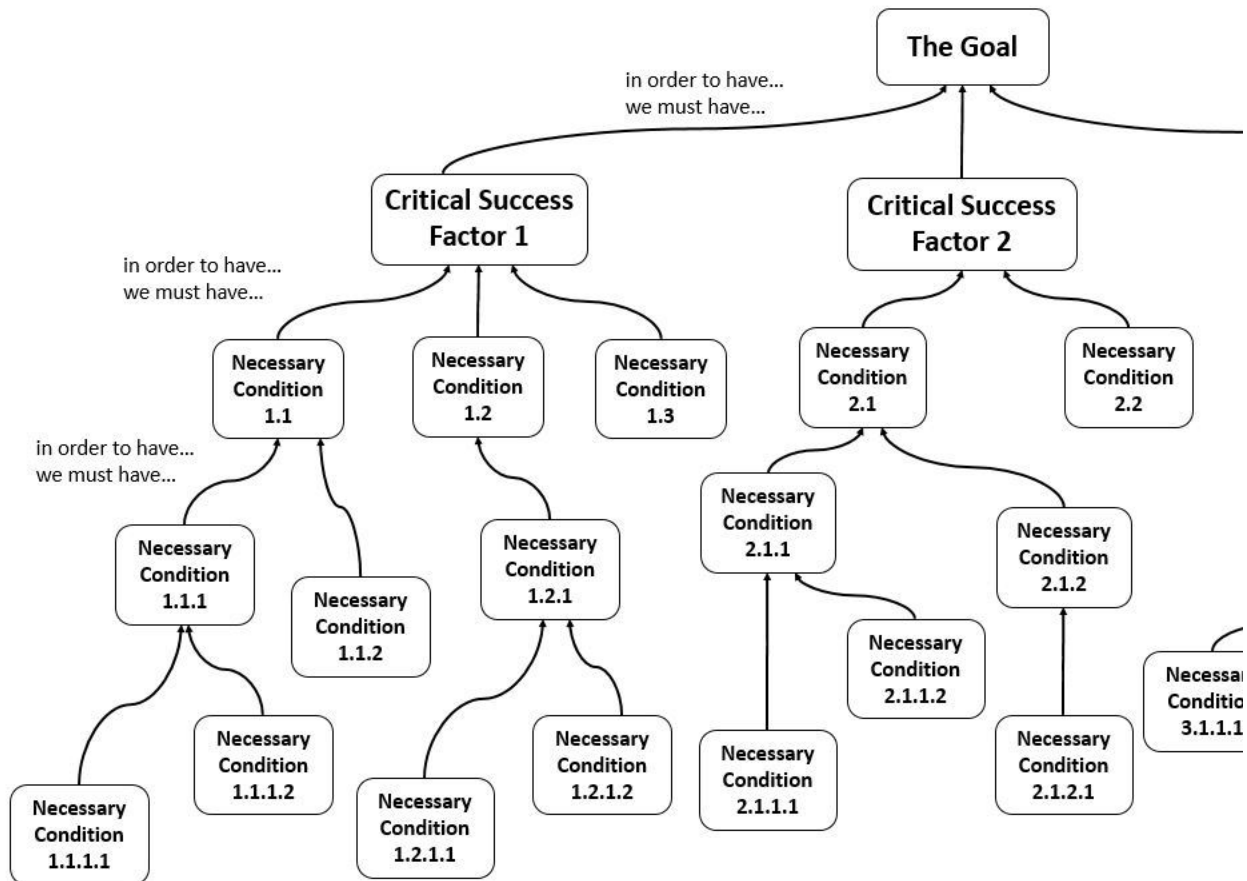 The Goal
in order to have...
we must have...
Critical Success
Factor 1
Critical Success
Factor 2
in order to have...
we must have...
Necessary
Condition
1.1
Necessary
Condition
1.2
Necessary
Condition
1.3
Necessary
Condition
2.1
Necessary
Condition
2.2
in order to have...
we must have...
Necessary
Condition
1.1.1
Necessary
Condition
1.1.2
Necessary
Condition
1.2.1
Necessary
Condition
2.1.1
Necessary
Condition
2.1.2
Necessary
Condition
1.1.1.1
Necessary
Condition
1.1.1.2
Necessary
Condition
1.2.1.1
Necessary
Condition
1.2.1.2
Necessary
Condition
2.1.1.1
Necessary
Condition
2.1.1.2
Necessary
Condition
2.1.2.1
Necessar
Conditio
3.1.1.1